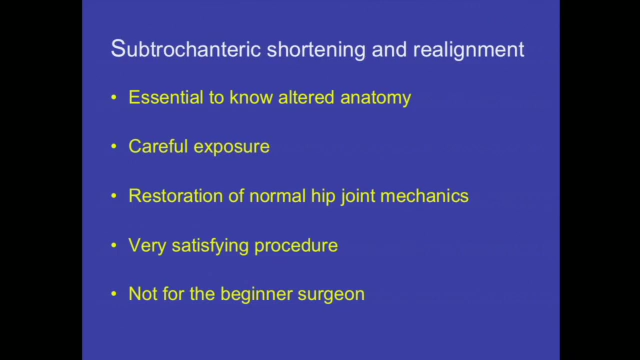 Subtrochanteric shortening and realignment
• Essential to know altered anatomy
• Careful exposure
• Restoration of normal hip joint mechanics
• Very satisfying procedure
• Not for the beginner surgeon